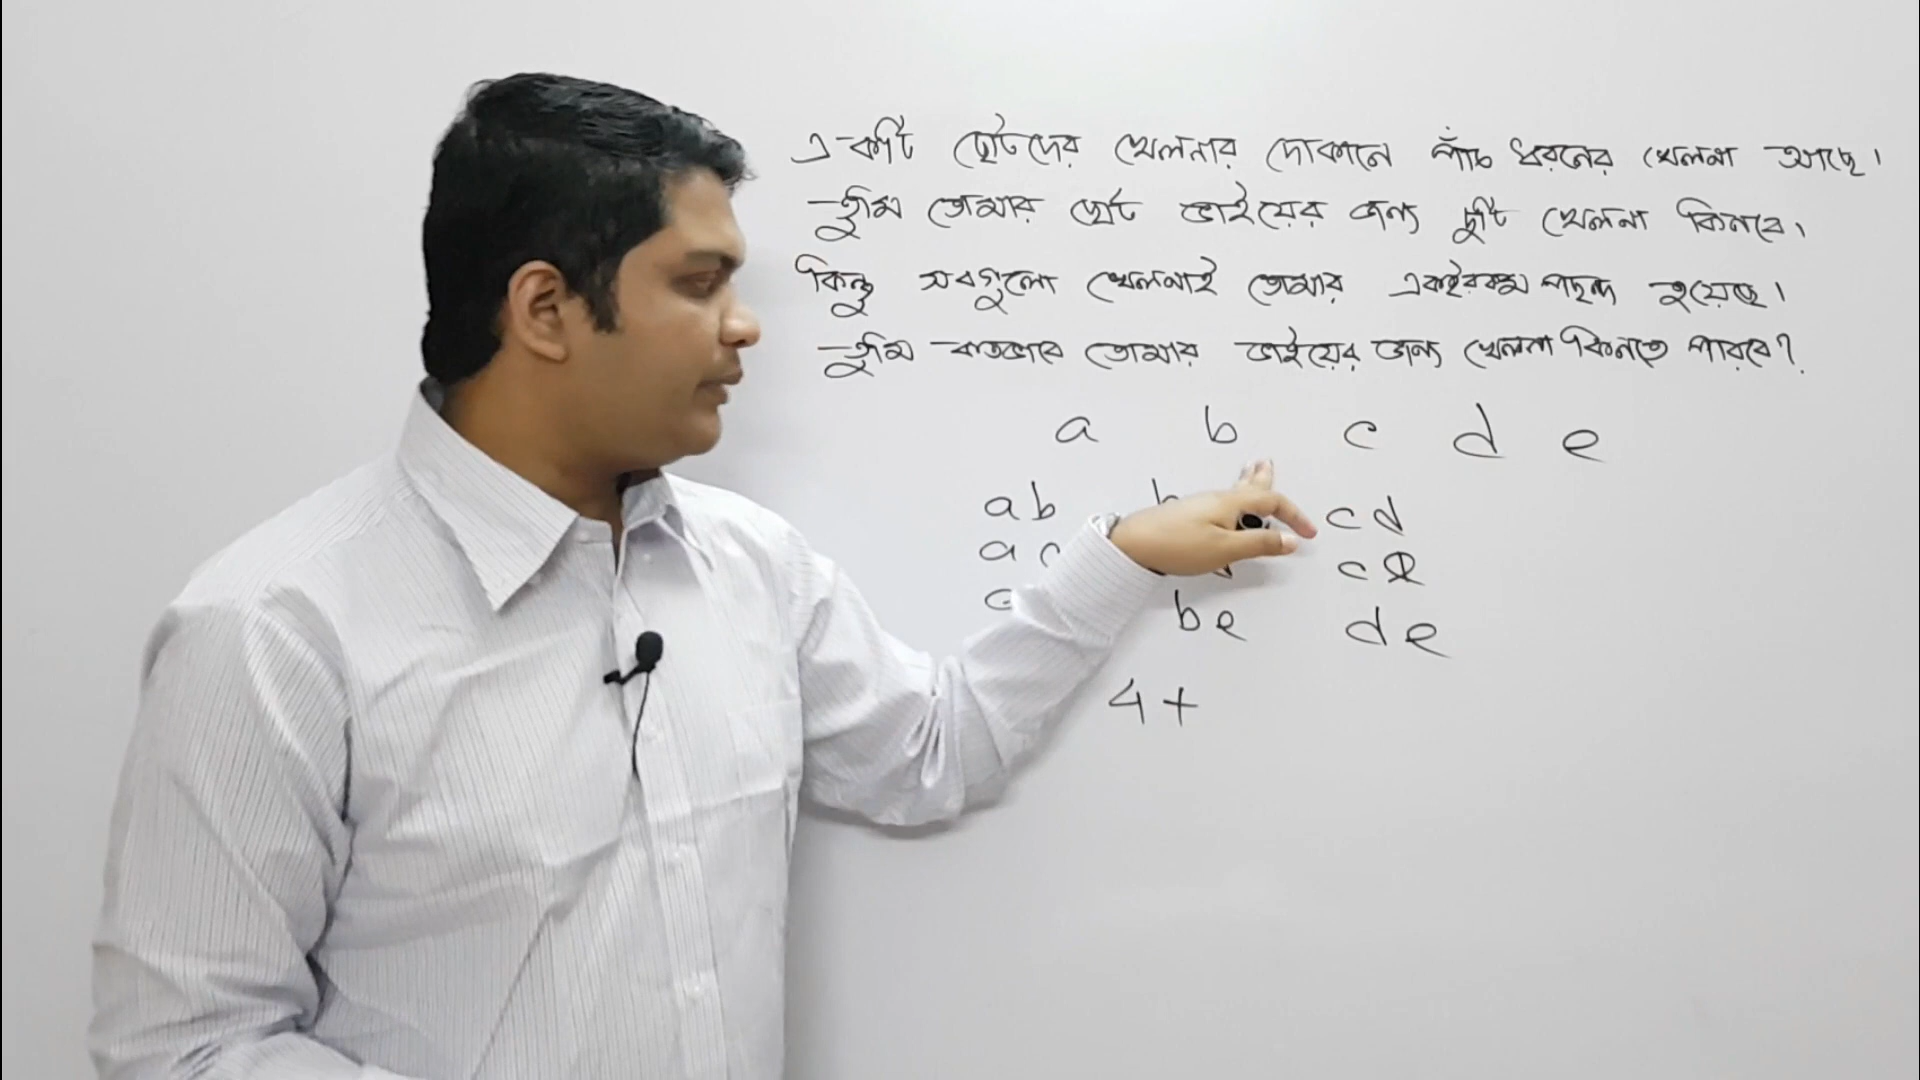 একটি ছোটদের খেলনার দোকানে পাঁচ ধরনের খেলনা আছে।
তুমি তোমার ছোট ভাইয়ের জন্য দুটি খেলনা কিনবে।
কিন্তু সবগুলো খেলনাই তোমার একইরকম পছন্দ হয়েছে।
তুমি কতভাবে তোমার ভাইয়ের জন্য খেলনা কিনতে পারবে?
a b c d e
ab b cd
ac ce
be de
4+